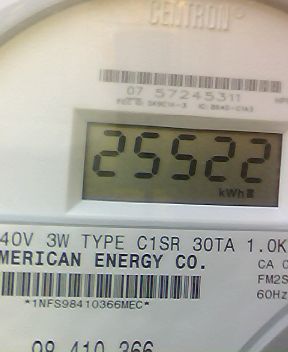 CENTRON®
07 57245311
25522
kWh
40V 3W TYPE C1SR 30TA 1.0K
MERICAN ENERGY CO.
CA 0
FM2S
60Hz
*1NFS98410366MEC*
98 410 366